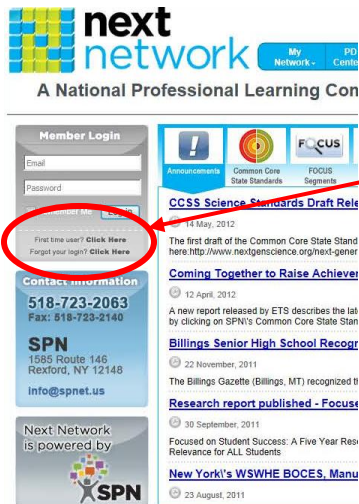 next
network
My
Network
PD
Cente
A National Professional Learning Con
Member Login
Email
Password
Remember Me
Log in
First time user? Click Here
Forgot your login? Click Here
Contact Information
518-723-2063
Fax: 518-723-2140
SPN
1585 Route 146
Rexford, NY 12148
info@spnet.us
Next Network
is powered by
SPN
!
FOCUS
Announcements
Common Core
State Standards
FOCUS
Segments
CCSS Science Standards Draft Rele
14 May, 2012
The first draft of the Common Core State Stand
here:http://www.nextgenscience.org/next-gener
Coming Together to Raise Achiever
12 April, 2012
A new report released by ETS describes the late
by clicking on SPN\'s Common Core State Stan
Billings Senior High School Recogn
22 November, 2011
The Billings Gazette (Billings, MT) recognized th
Research report published - Focuse
30 September, 2011
Focused on Student Success: A Five Year Rese
Relevance for ALL Students
New York\'s WSWHE BOCES, Manu
23 August, 2011